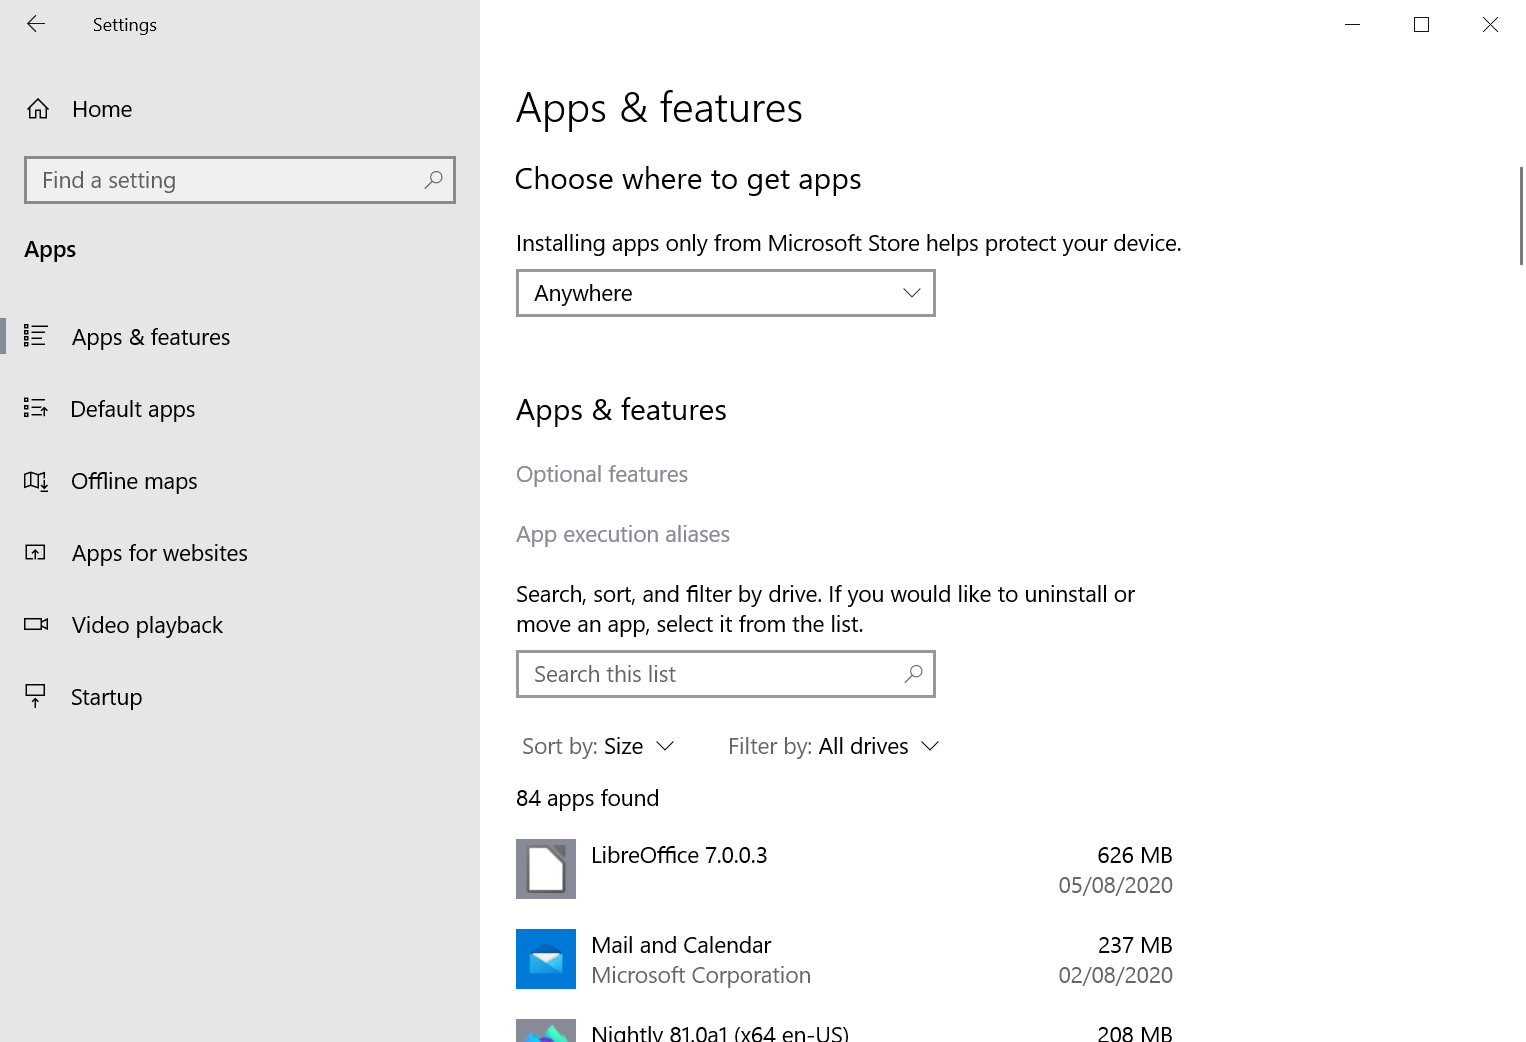 Settings
Home
Find a setting
Apps
Apps & features
Default apps
Offline maps
Apps for websites
Video playback
Startup
Apps & features
Choose where to get apps
Installing apps only from Microsoft Store helps protect your device.
Anywhere
Apps & features
Optional features
App execution aliases
Search, sort, and filter by drive. If you would like to uninstall or
move an app, select it from the list.
Search this list
Sort by: Size Filter by: All drives
84 apps found
LibreOffice 7.0.0.3 626 MB
05/08/2020
Mail and Calendar 237 MB
Microsoft Corporation 02/08/2020
Nightly 81.0a1 (x64 en-US) 208 MB